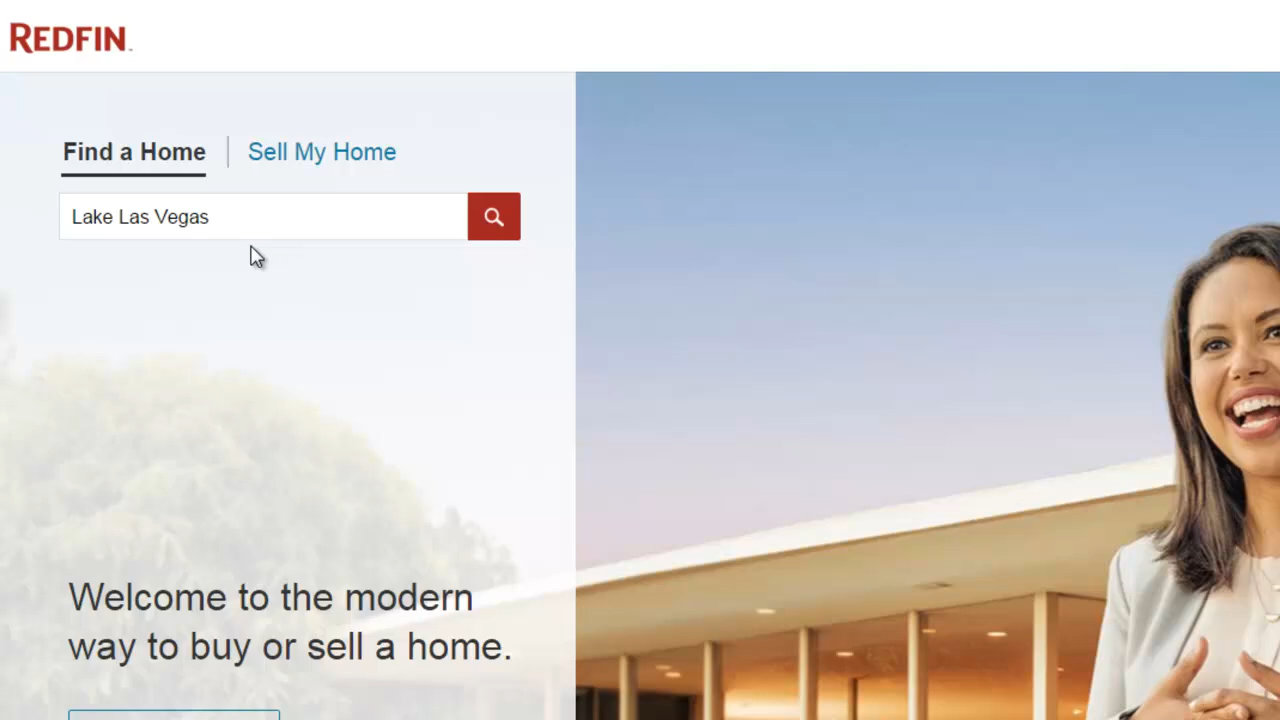 REDFIN
Find a Home
Sell My Home
Lake Las Vegas
Welcome to the modern
way to buy or sell a home.